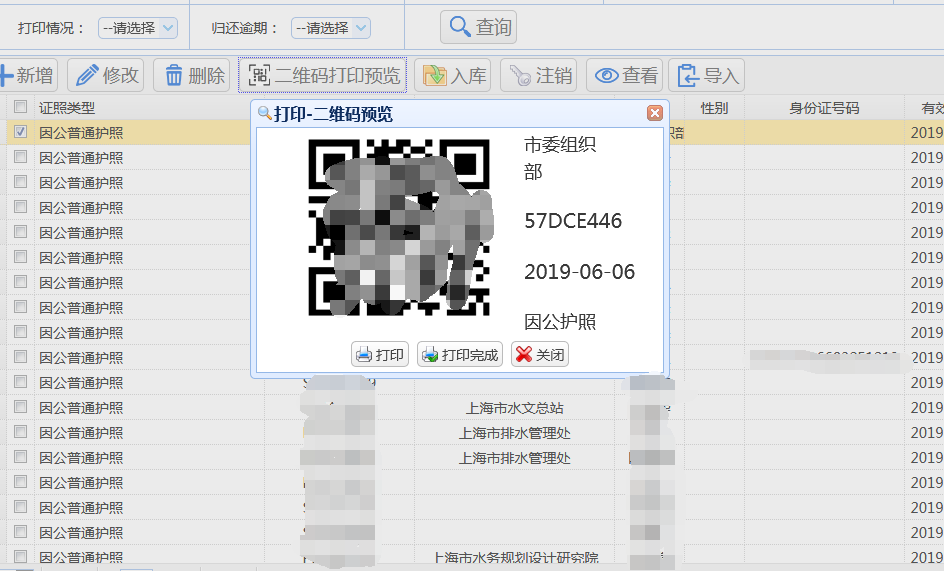 打印情况： --请选择 归还逾期： --请选择 查询
新增 修改 删除 二维码打印预览 入库 注销 查看 导入
证照类型 性别 身份证号码 有效
打印-二维码预览
因公普通护照 2019
市委组织
部
57DCE446
2019-06-06
因公护照
打印 打印完成 关闭
因公普通护照 2019
因公普通护照 2019
因公普通护照 2019
因公普通护照 2019
因公普通护照 2019
因公普通护照 2019
因公普通护照 2019
因公普通护照 2019
因公普通护照 2019
因公普通护照 2019
因公普通护照 上海市水文总站 2019
因公普通护照 上海市排水管理处 2019
因公普通护照 上海市排水管理处 2019
因公普通护照 2019
因公普通护照 2019
因公普通护照 2019
因公普通护照 上海市水务规划设计研究院 2019